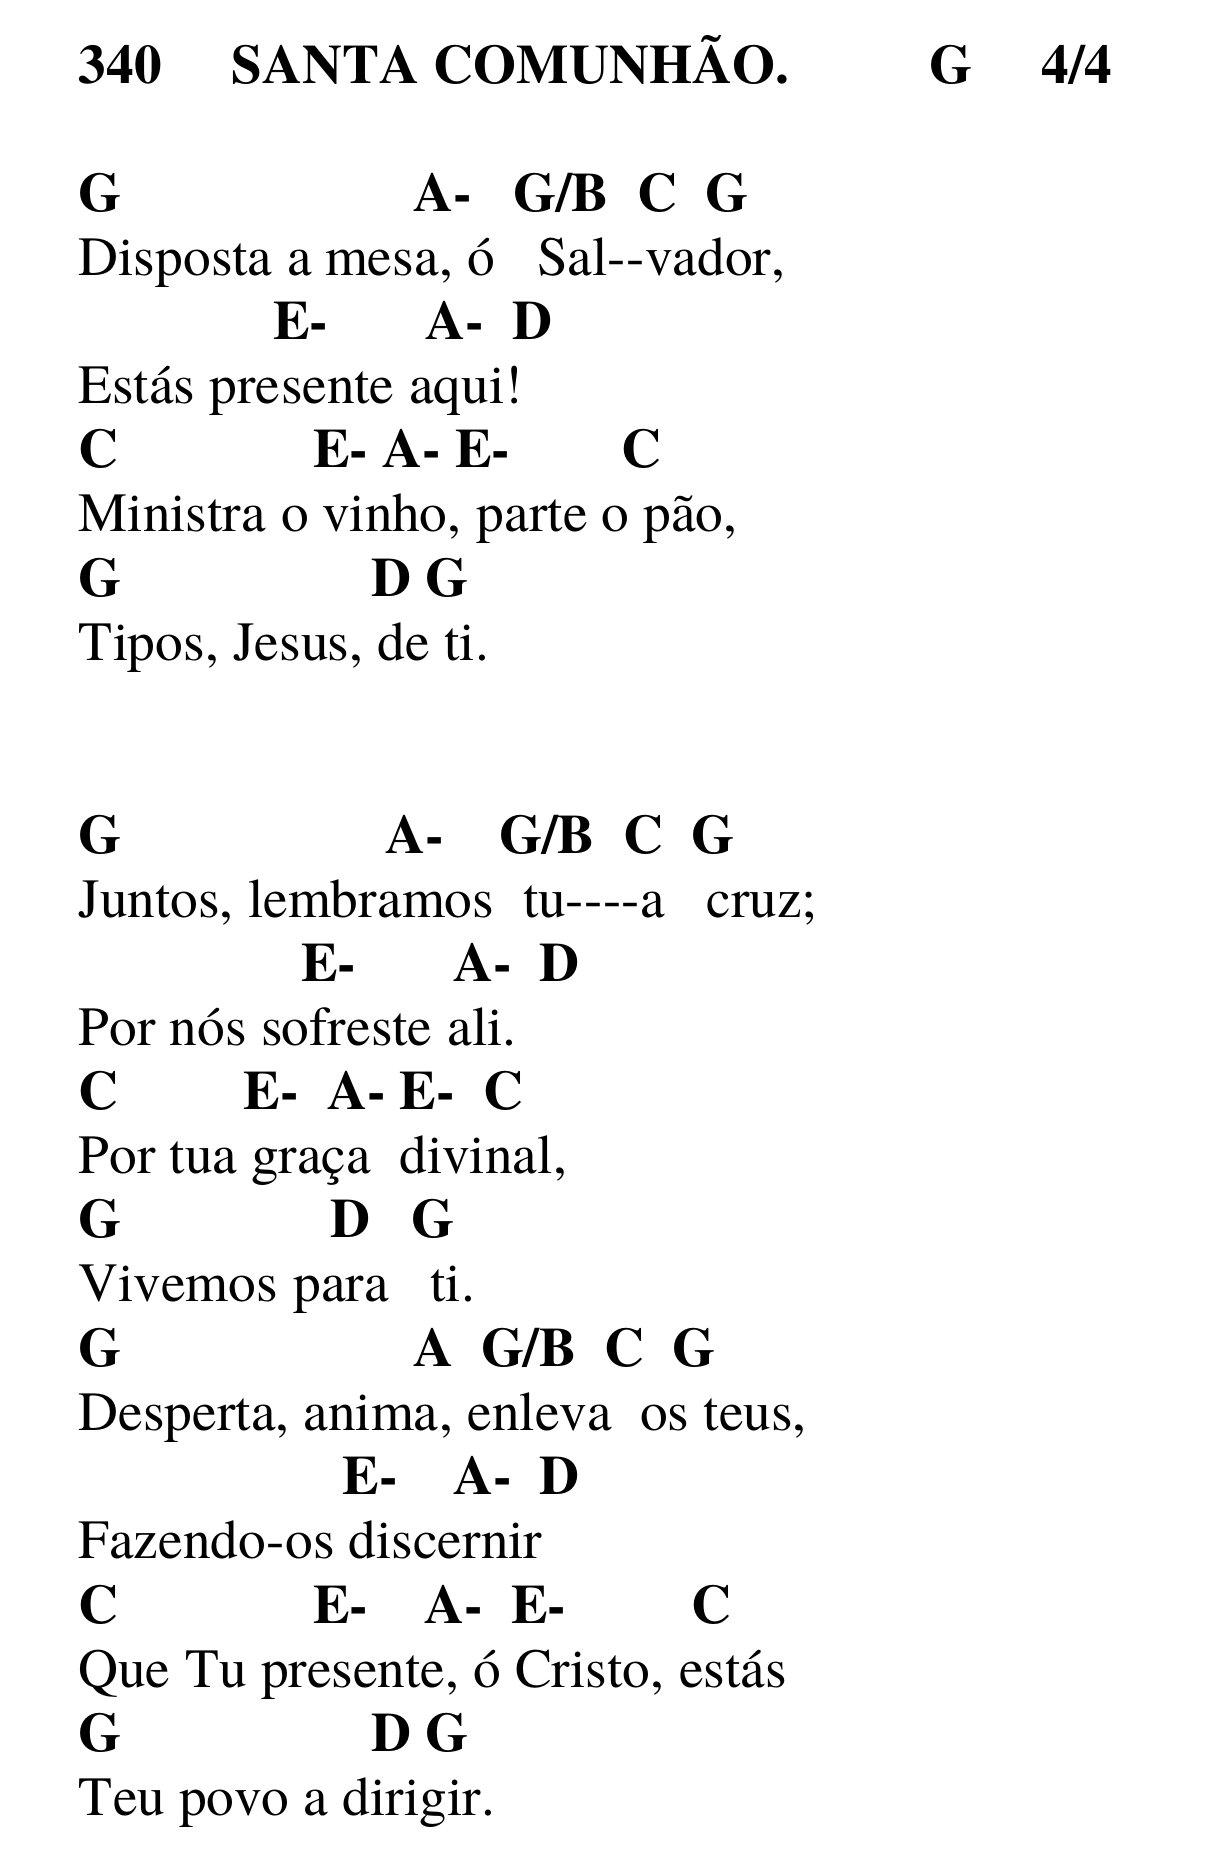 340 SANTA COMUNHÃO. G 4/4
G A- G/B C G
Disposta a mesa, ó Sal--vador,
E- A- D
Estás presente aqui!
C E- A- E- C
Ministra o vinho, parte o pão,
G D G
Tipos, Jesus, de ti.
G A- G/B C G
Juntos, lembramos tu----a cruz;
E- A- D
Por nós sofreste ali.
C E- A- E- C
Por tua graça divinal,
G D G
Vivemos para ti.
G A G/B C G
Desperta, anima, enleva os teus,
E- A- D
Fazendo-os discernir
C E- A- E- C
Que Tu presente, ó Cristo, estás
G D G
Teu povo a dirigir.